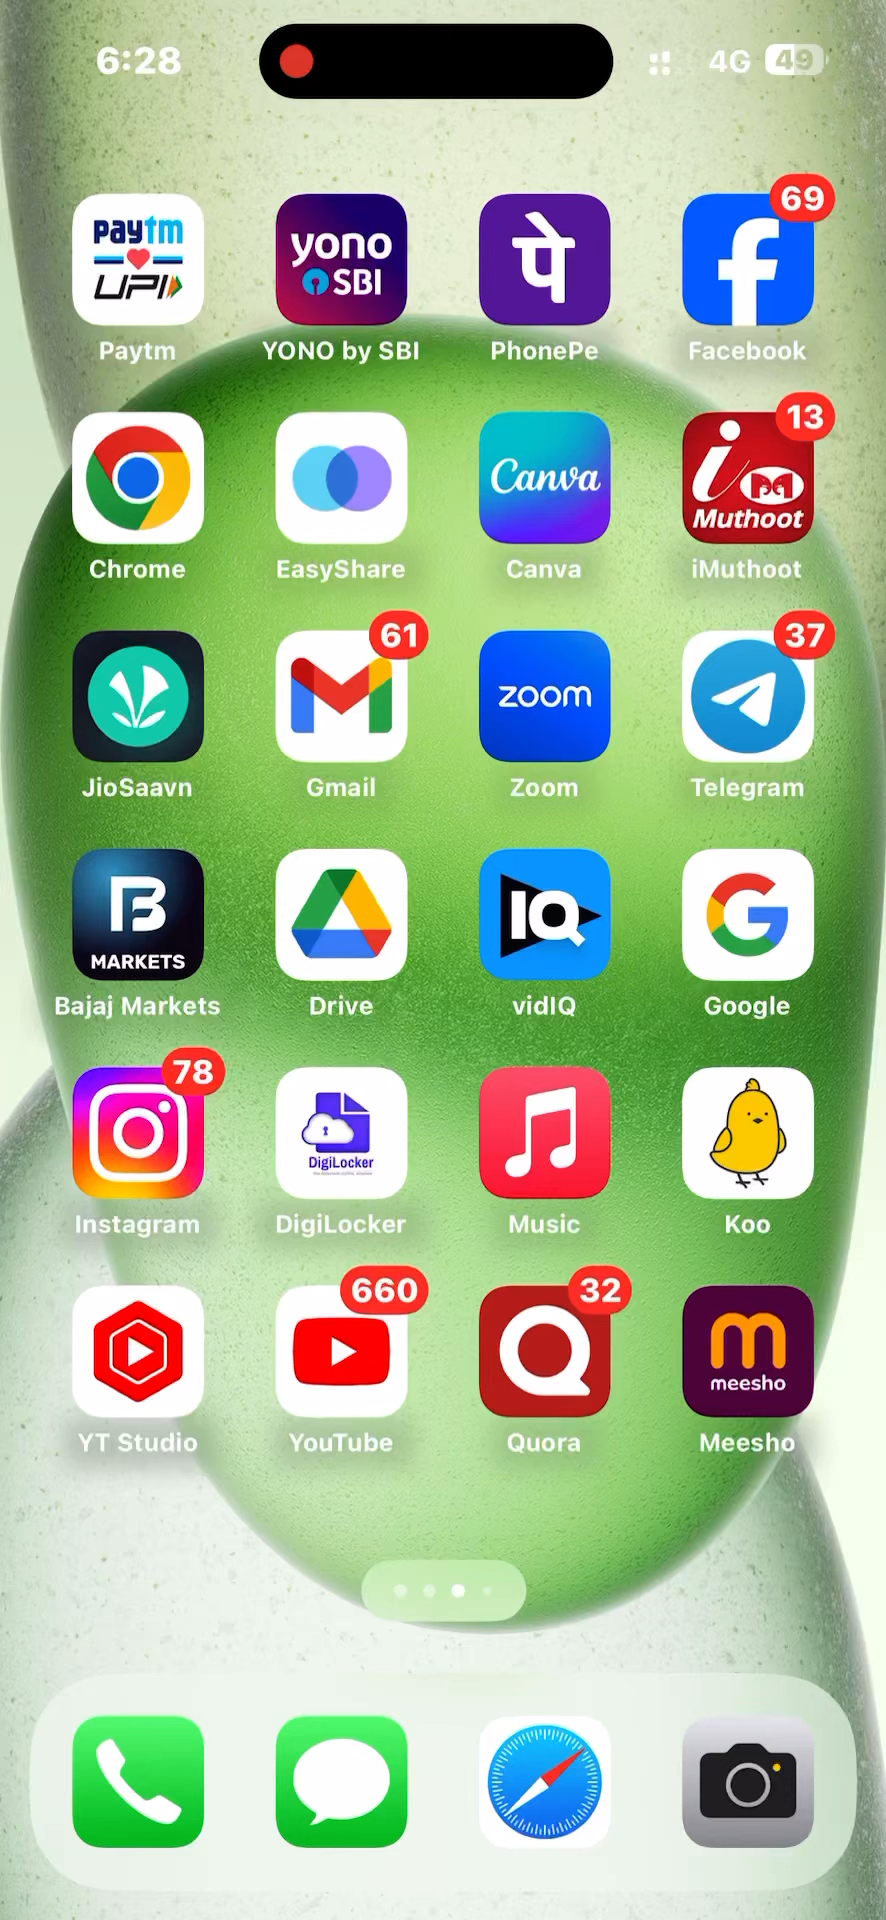 6:28 4G 49
paytm
UPI
yono
SBI
पे
69
Paytm YONO by SBI PhonePe Facebook
Canva
13
i
Muthoot
Chrome EasyShare Canva iMuthoot
61
zoom
37
JioSaavn Gmail Zoom Telegram
B
MARKETS
IQ
G
Bajaj Markets Drive vidIQ Google
78
DigiLocker
Instagram DigiLocker Music Koo
660
32
m
meesho
YT Studio YouTube Quora Meesho